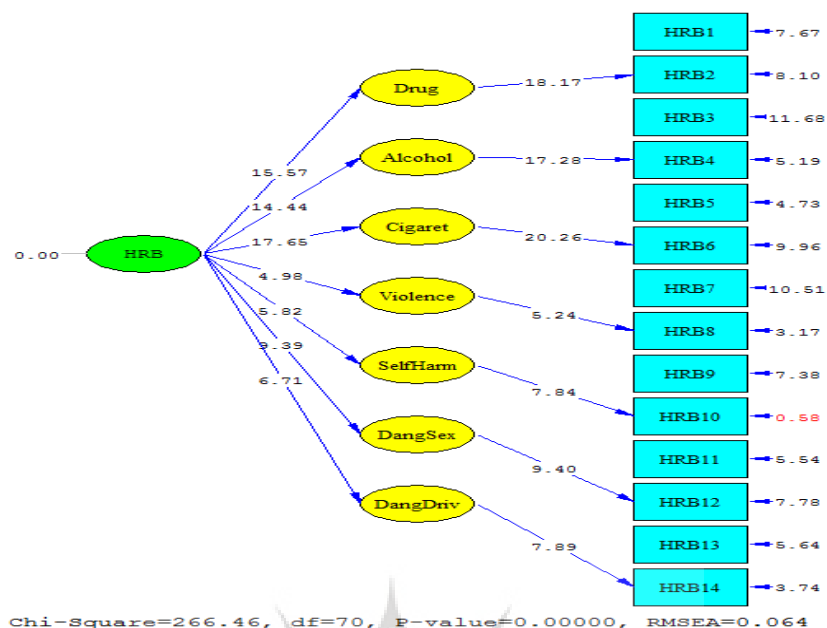 HRB1 7.67
Drug 18.17 HRB2 8.10
HRB3 11.68
Alcohol 17.28 HRB4 5.19
15.57
HRB5 4.73
14.44
Cigaret 20.26 HRB6 9.96
17.65
0.00 HRB
4.98
HRB7 10.51
Violence 5.24 HRB8 3.17
5.82
9.39
SelfHarm 7.84 HRB9 7.38
6.71
HRB10 0.58
DangSex 9.40 HRB11 5.54
HRB12 7.78
DangDriv 7.89 HRB13 5.64
HRB14 3.74
Chi-Square=266.46, df=70, P-value=0.00000, RMSEA=0.064